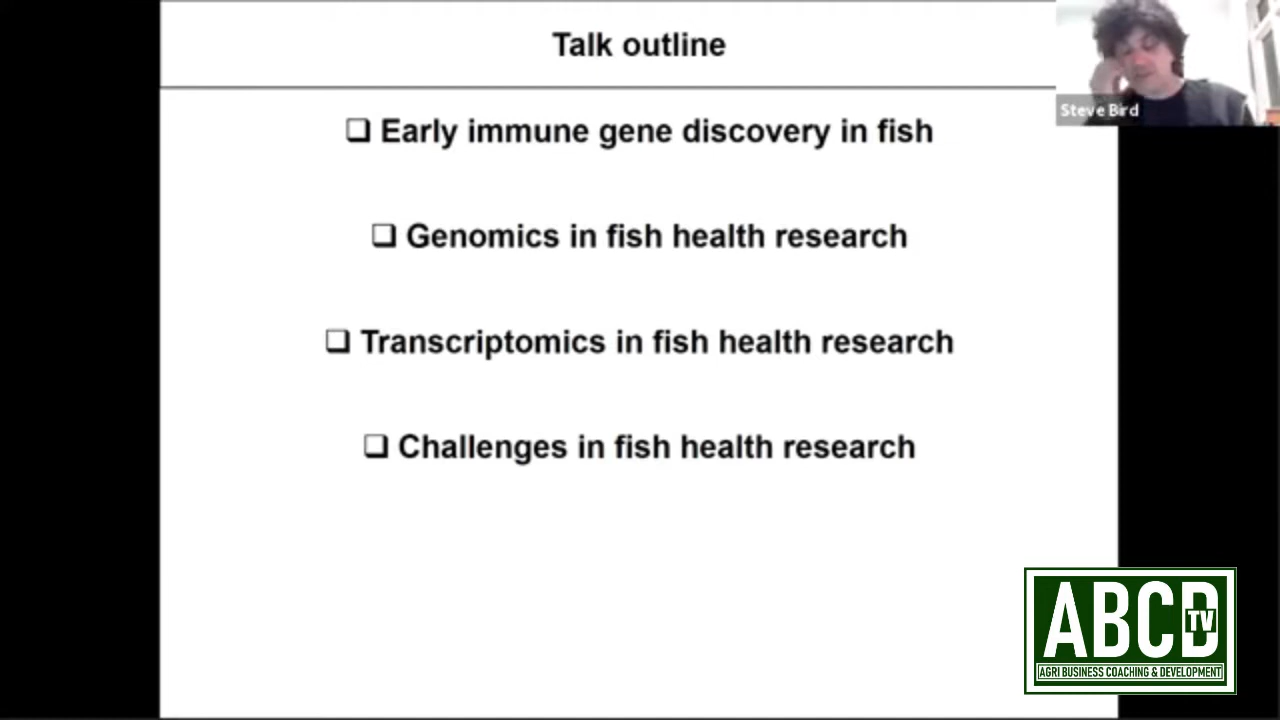 Talk outline
Steve Bird
❑ Early immune gene discovery in fish
❑ Genomics in fish health research
❑ Transcriptomics in fish health research
❑ Challenges in fish health research
ABCD
TV
AGRI BUSINESS COACHING & DEVELOPMENT